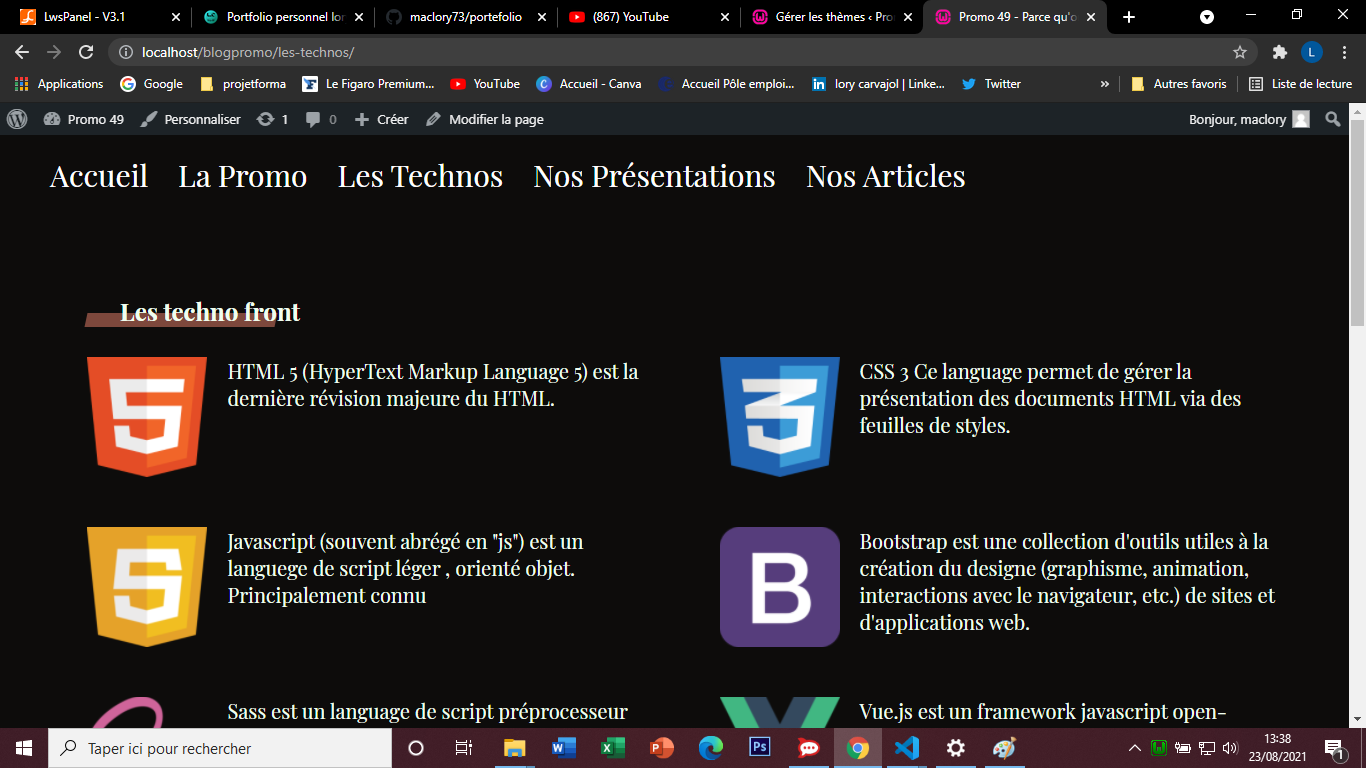 LwsPanel - V3.1
Portfolio personnel lor
maclory73/portefolio
(867) YouTube
Gérer les thèmes ‹ Pro
Promo 49 - Parce qu'o
localhost/blogpromo/les-technos/
L
Applications
Google
projetforma
Le Figaro Premium...
YouTube
Accueil - Canva
Accueil Pôle emploi...
lory carvajol | Linke...
Twitter
»
Autres favoris
Liste de lecture
Promo 49
Personnaliser
1
0
Créer
Modifier la page
Bonjour, maclory
Accueil La Promo Les Technos Nos Présentations Nos Articles
Les techno front
HTML 5 (HyperText Markup Language 5) est la
dernière révision majeure du HTML.
CSS 3 Ce language permet de gérer la
présentation des documents HTML via des
feuilles de styles.
Javascript (souvent abrégé en "js") est un
languege de script léger , orienté objet.
Principalement connu
B
Bootstrap est une collection d'outils utiles à la
création du designe (graphisme, animation,
interactions avec le navigateur, etc.) de sites et
d'applications web.
Sass est un language de script préprocesseur
Vue.js est un framework javascript open-
Taper ici pour rechercher
13:38
23/08/2021
1